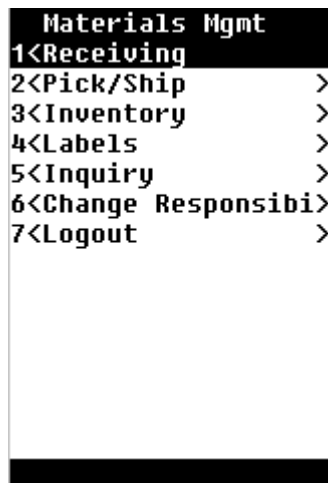 Materials Mgmt
1<Receiving
2<Pick/Ship >
3<Inventory >
4<Labels >
5<Inquiry >
6<Change Responsibi>
7<Logout >